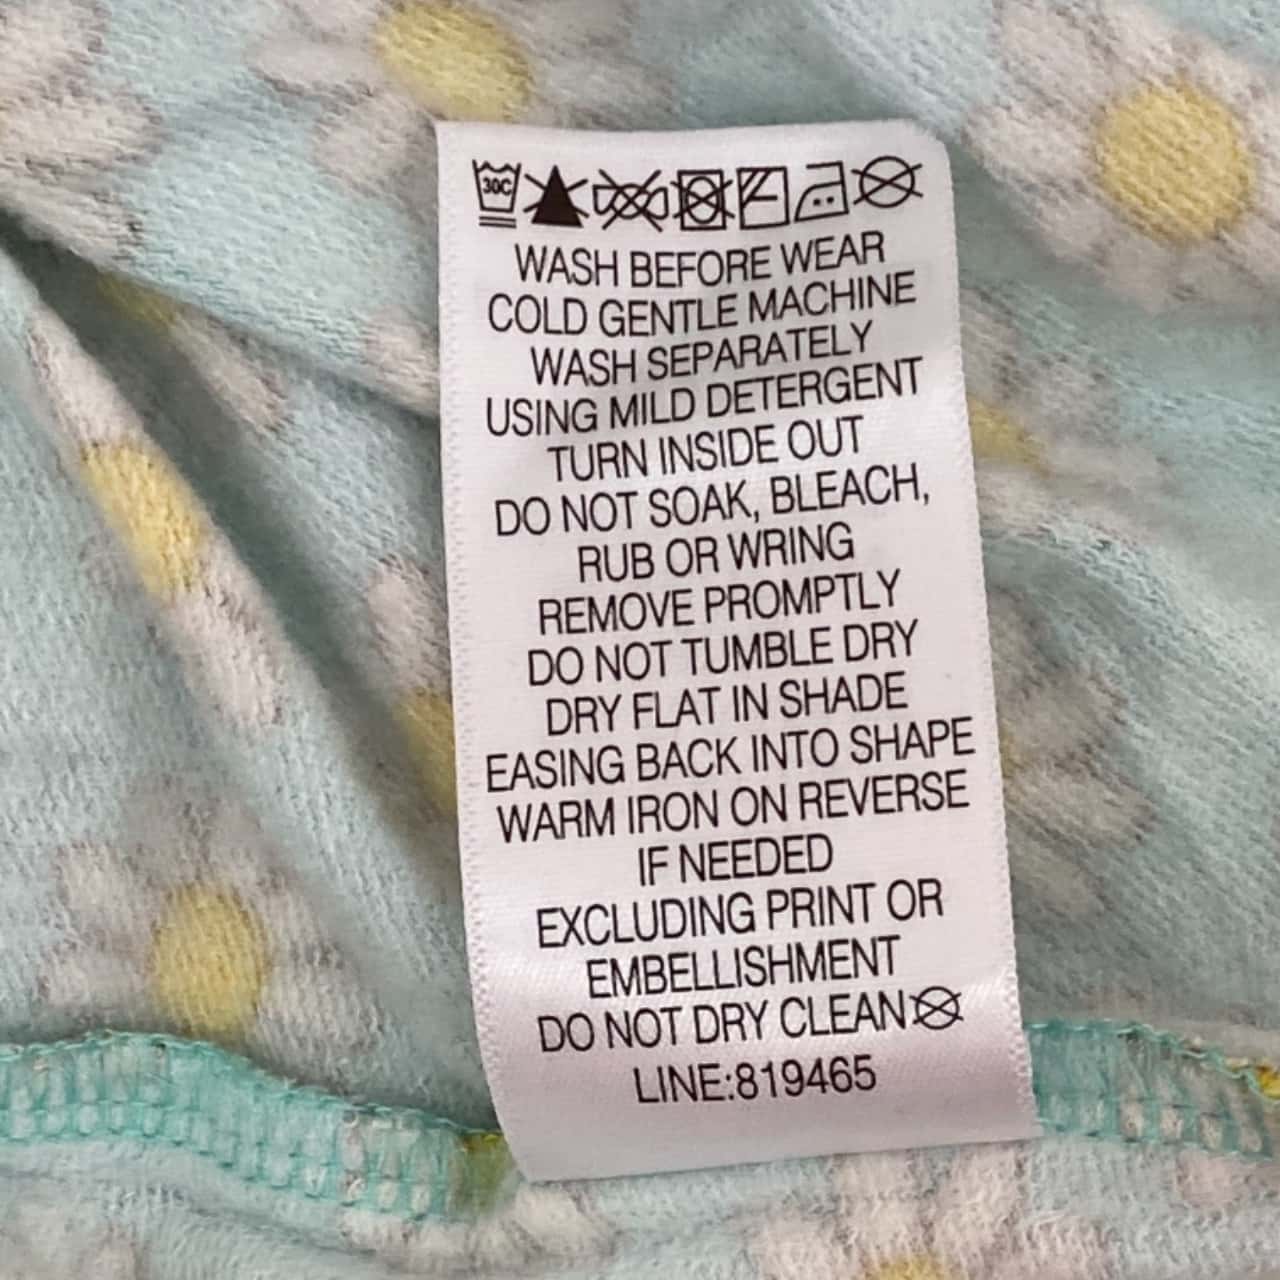 30C
WASH BEFORE WEAR
COLD GENTLE MACHINE
WASH SEPARATELY
USING MILD DETERGENT
TURN INSIDE OUT
DO NOT SOAK, BLEACH,
RUB OR WRING
REMOVE PROMPTLY
DO NOT TUMBLE DRY
DRY FLAT IN SHADE
EASING BACK INTO SHAPE
WARM IRON ON REVERSE
IF NEEDED
EXCLUDING PRINT OR
EMBELLISHMENT
DO NOT DRY CLEAN
LINE:819465